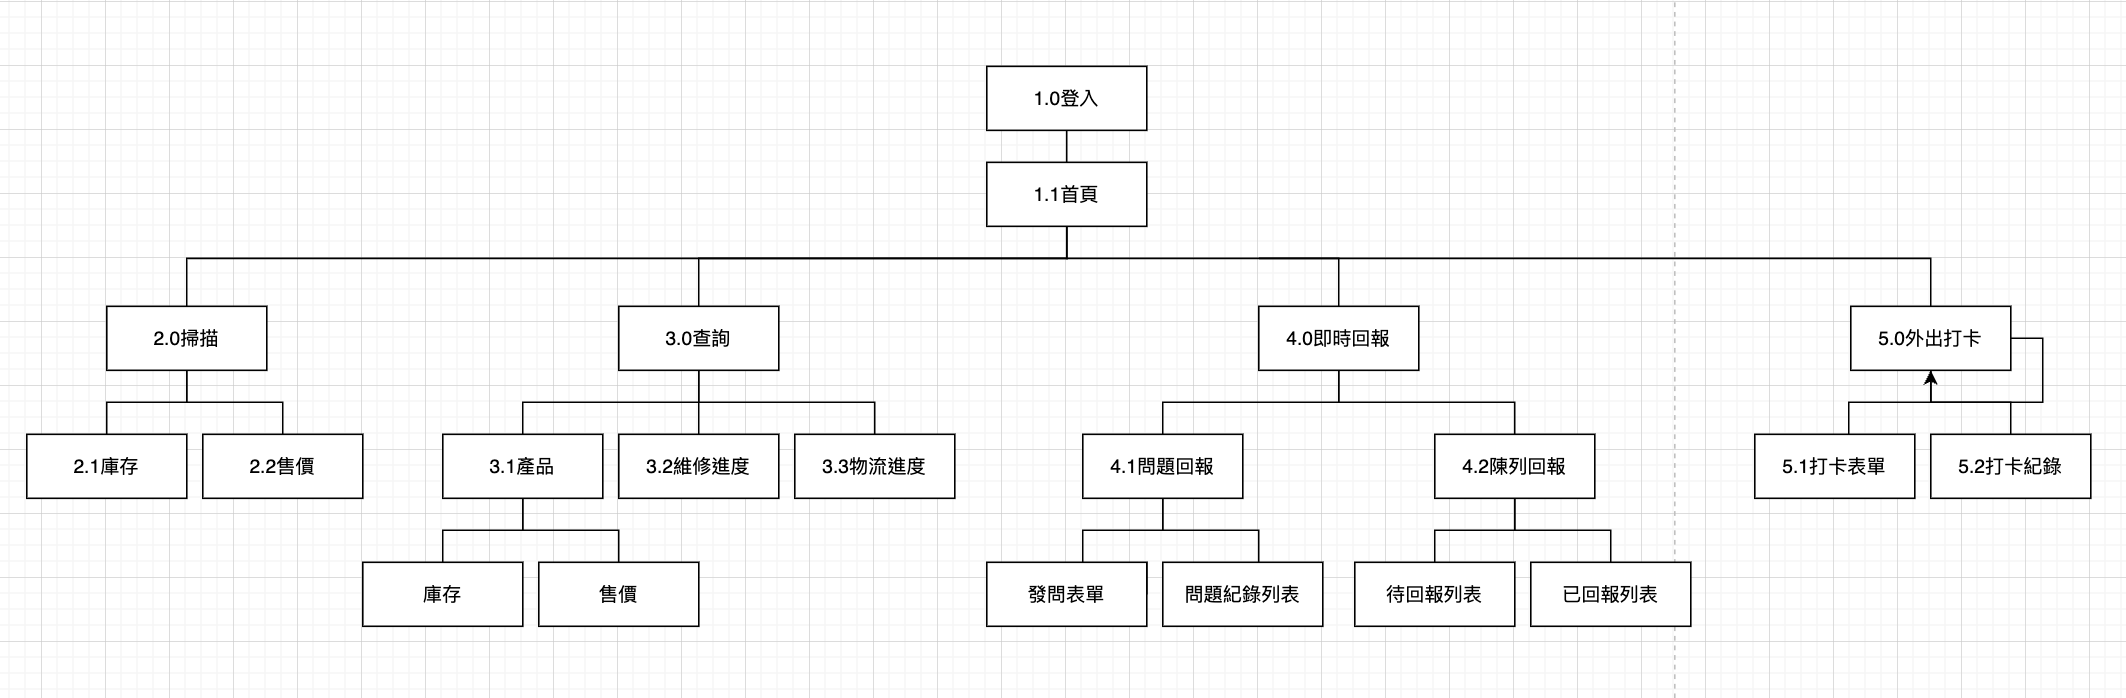 1.0登入
1.1首頁
2.0掃描
3.0查詢
4.0即時回報
5.0外出打卡
2.1庫存
2.2售價
3.1產品
3.2維修進度
3.3物流進度
4.1問題回報
4.2陳列回報
5.1打卡表單
5.2打卡紀錄
庫存
售價
發問表單
問題紀錄列表
待回報列表
已回報列表